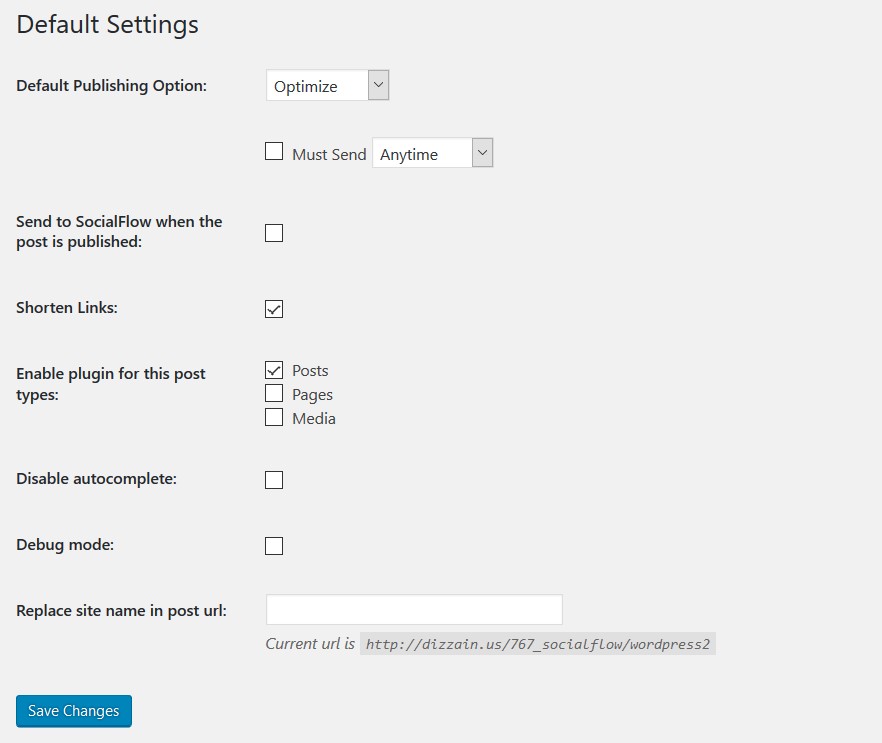 Default Settings
Default Publishing Option:
Optimize
Must Send Anytime
Send to SocialFlow when the
post is published:
Shorten Links:
Enable plugin for this post
types:
Posts
Pages
Media
Disable autocomplete:
Debug mode:
Replace site name in post url:
Current url is http://dizzain.us/767_socialflow/wordpress2
Save Changes